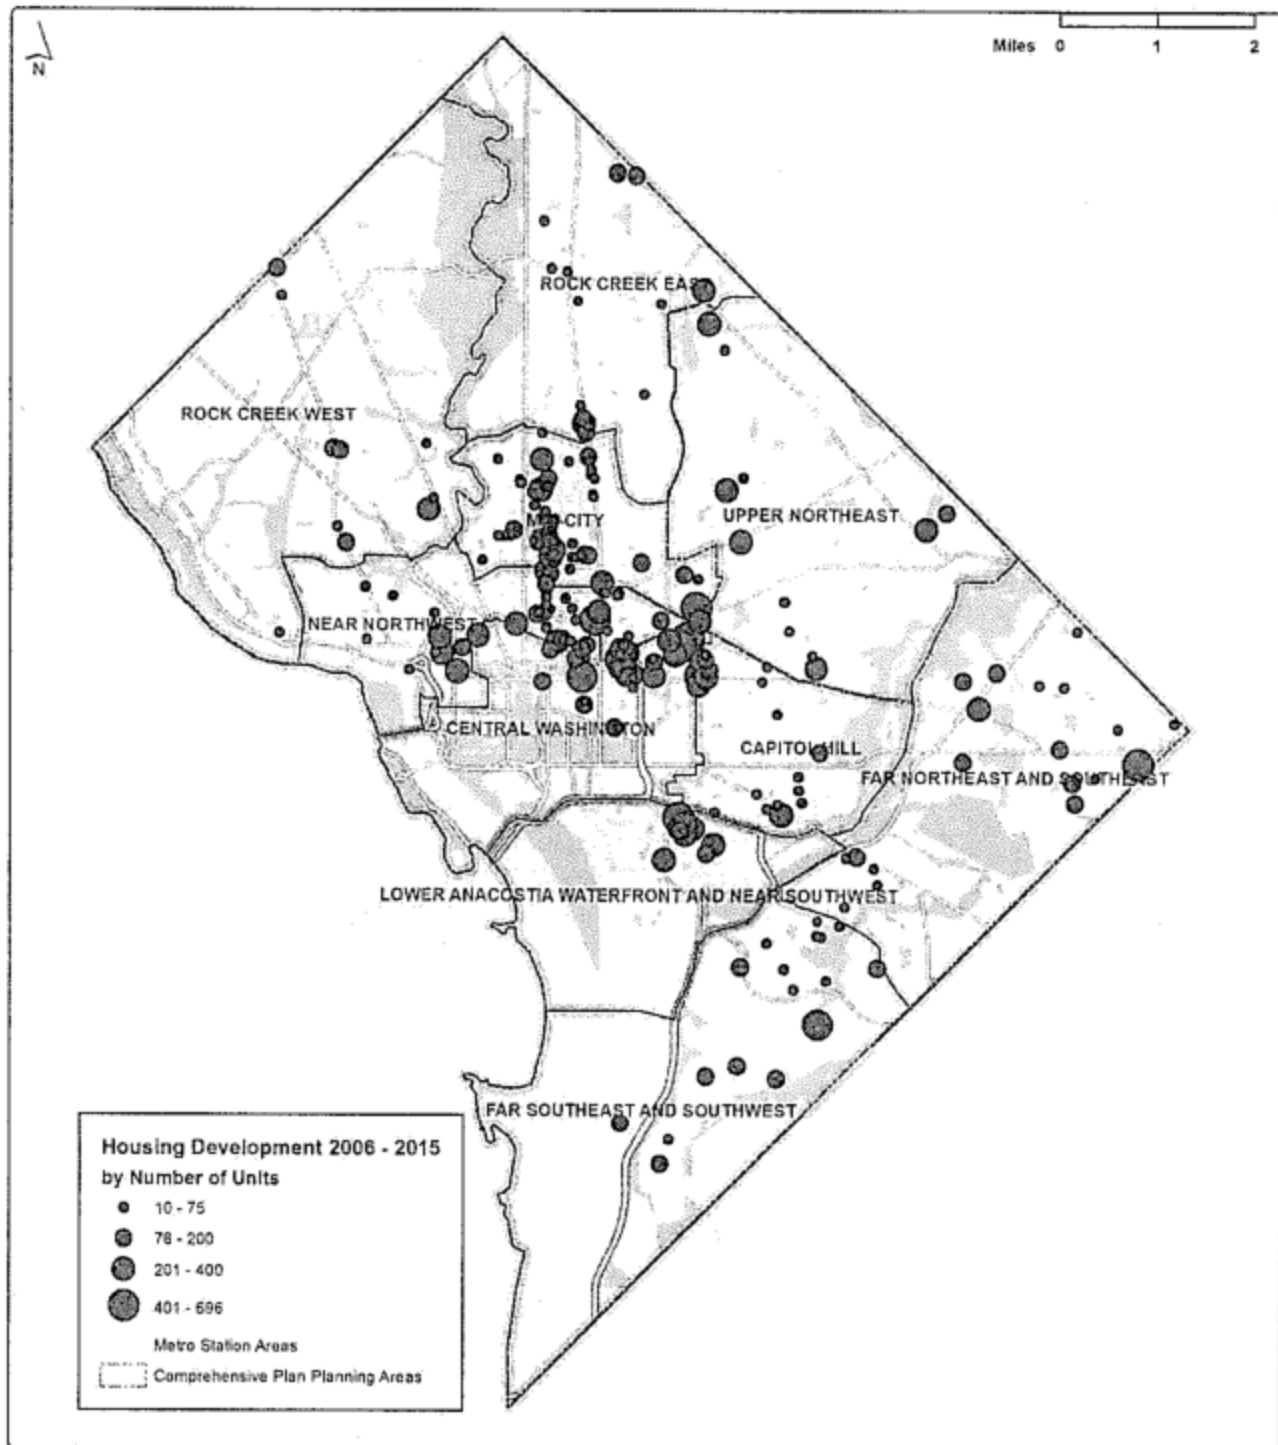 N
Miles 0 1 2
ROCK CREEK EAST
ROCK CREEK WEST
MID-CITY
UPPER NORTHEAST
NEAR NORTHWEST
CENTRAL WASHINGTON
CAPITOL HILL
FAR NORTHEAST AND SOUTHEAST
LOWER ANACOSTIA WATERFRONT AND NEAR SOUTHWEST
FAR SOUTHEAST AND SOUTHWEST
Housing Development 2006 - 2015
by Number of Units
10 - 75
76 - 200
201 - 400
401 - 696
Metro Station Areas
Comprehensive Plan Planning Areas